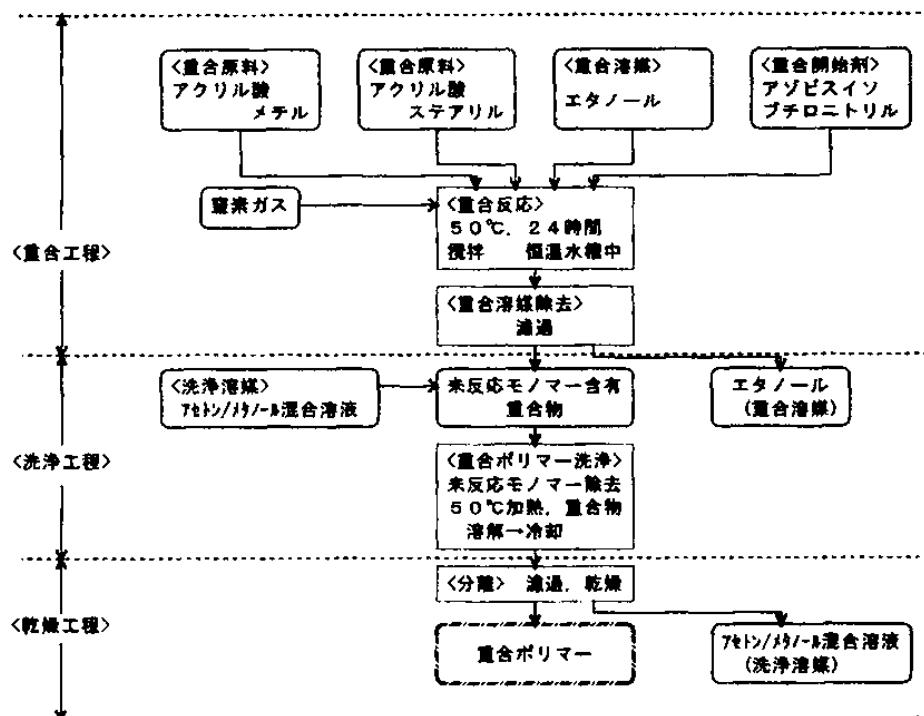 <重合原料>
アクリル酸
メチル
<重合原料>
アクリル酸
ステアリル
<重合溶媒>
エタノール
<重合開始剤>
アゾビスイソ
ブチロニトリル
窒素ガス
<重合反応>
50℃,24時間
攪拌 恒温水槽中
<重合工程>
<重合溶媒除去>
濾過
<洗浄溶媒>
アセトン/メタノール混合溶液
未反応モノマー含有
重合物
エタノール
(重合溶媒)
<洗浄工程>
<重合ポリマー洗浄>
未反応モノマー除去
50℃加熱,重合物
溶解→冷却
<分離> 濾過,乾燥
<乾燥工程>
重合ポリマー
アセトン/メタノール混合溶液
(洗浄溶媒)